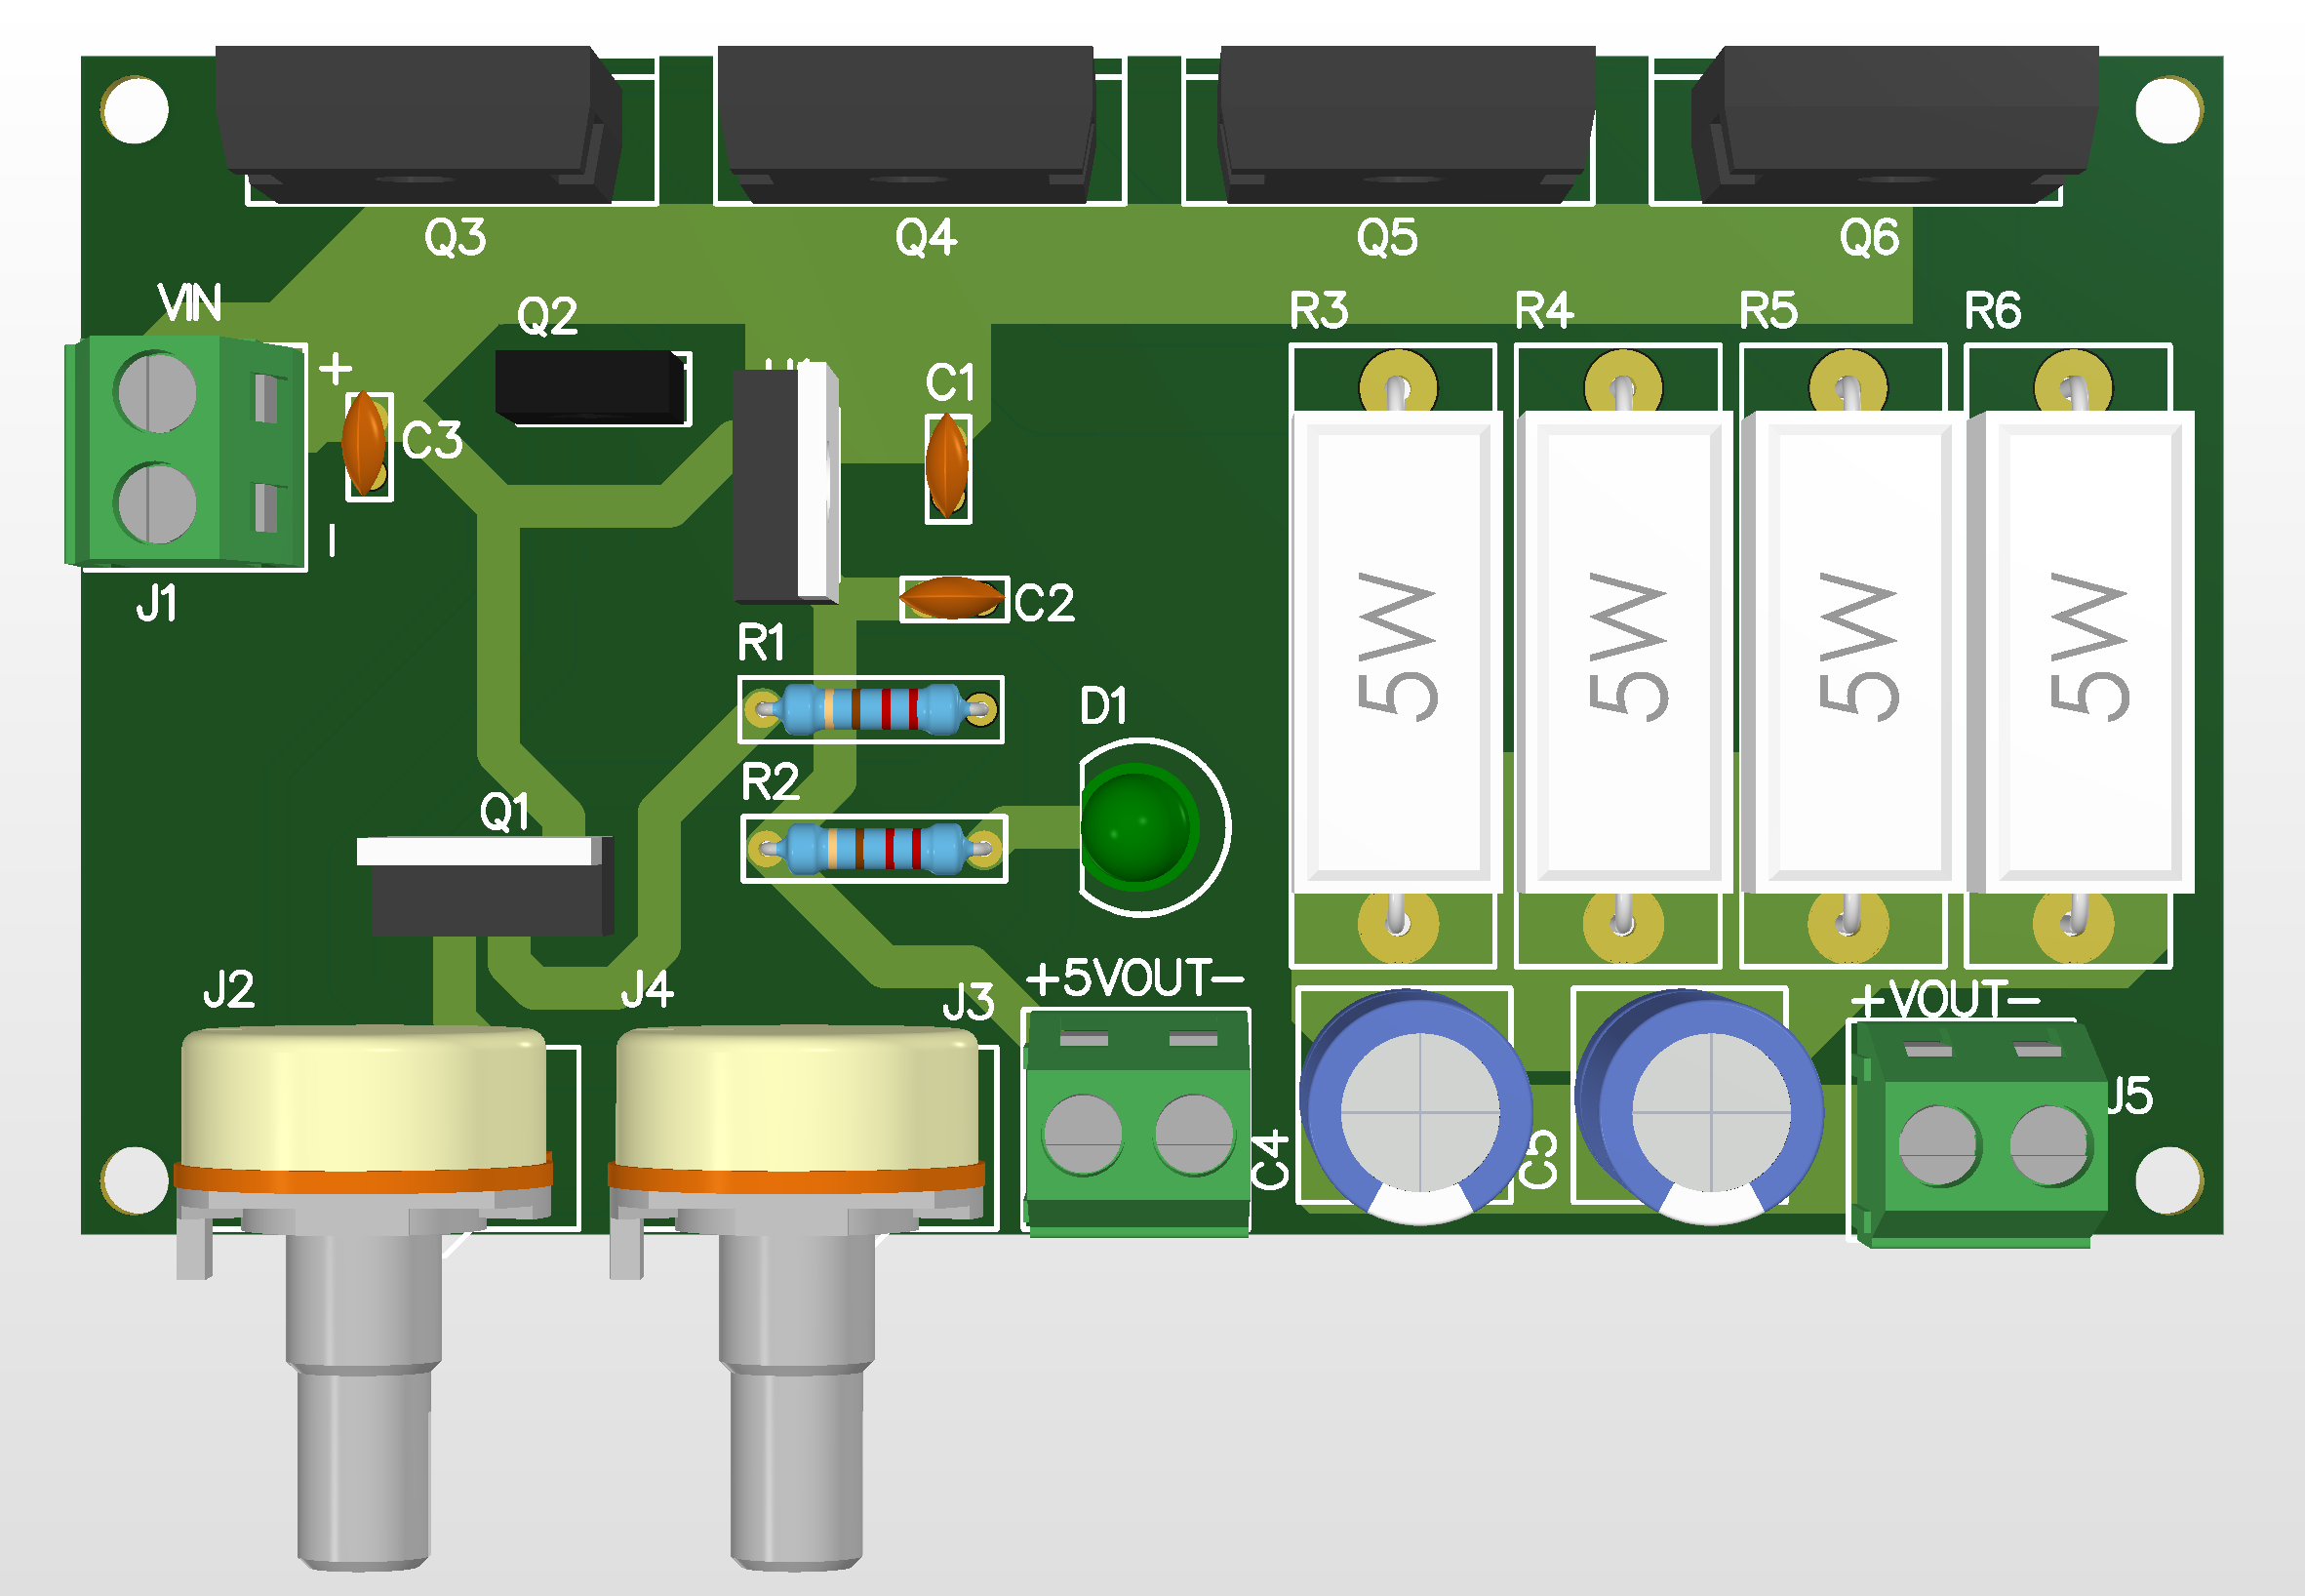 Q3 Q4 Q5 Q6
VIN Q2 R3 R4 R5 R6
+ C1
C3
-
J1 C2
R1
5W 5W 5W 5W
D1
R2
Q1
J2 J4 J3 +5VOUT- +VOUT-
J5
C4 C5